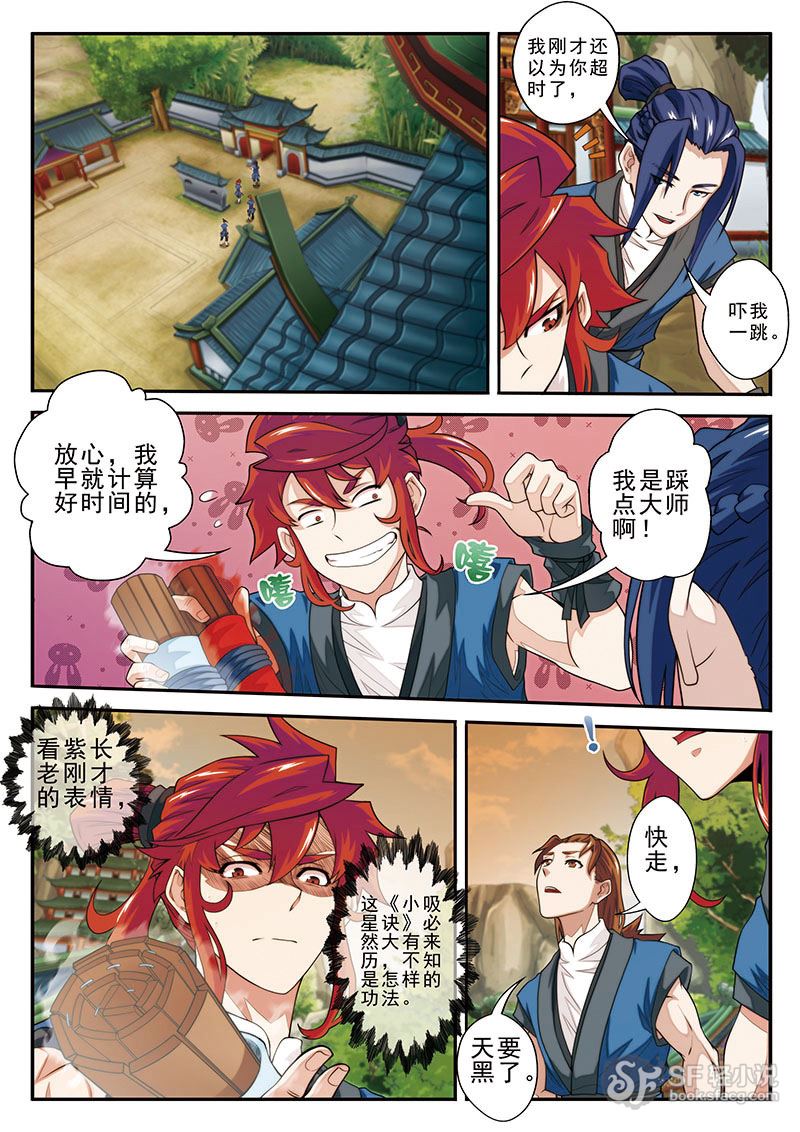 我刚才还
以为你超
时了，
吓我
一跳。
放心，我
早就计算
好时间的，
嘻
嘻
我是踩
点大师
啊！
看紫长
老刚才
的表情，
这《小吸
星诀》必
然大有来
历，不知
是怎样的
功法。
！
快走，
天要
黑了。
SF轻小说
book.sfacg.com